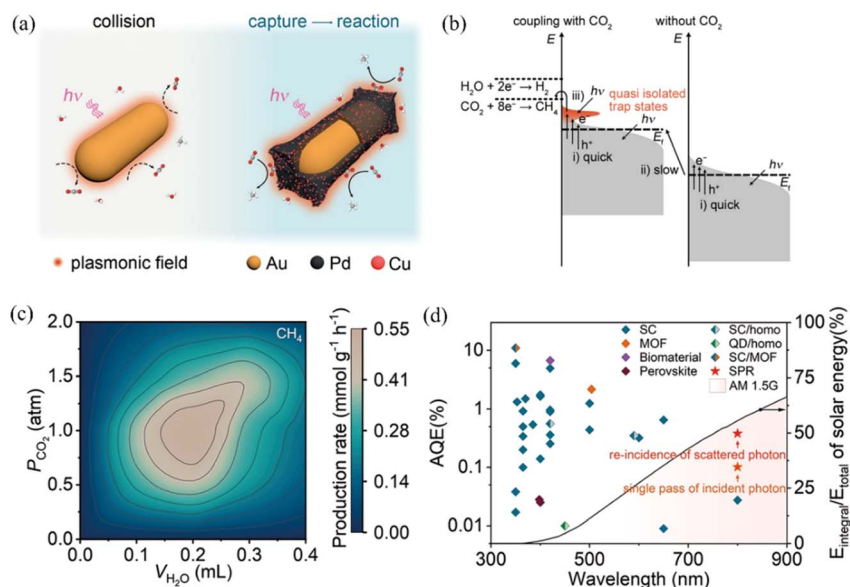 (a)
collision
capture → reaction
hν
hν
plasmonic field
Au
Pd
Cu
(b)
coupling with CO2
without CO2
E
E
H2O + 2e⁻ → H2
CO2 + 8e⁻ → CH4
iii)
hν
quasi isolated
trap states
e⁻
hν
Ef
h⁺
i) quick
ii) slow
e⁻
hν
h⁺
Ef
i) quick
(c)
CH4
2.0
1.5
1.0
0.5
0.0
PCO2 (atm)
0.0
0.1
0.2
0.3
0.4
VH2O (mL)
0.55
0.41
0.28
0.14
0.00
Production rate (mmol g⁻¹ h⁻¹)
(d)
SC
MOF
Biomaterial
Perovskite
SC/homo
QD/homo
SC/MOF
SPR
AM 1.5G
re-incidence of scattered photon
single pass of incident photon
10
1
0.1
0.01
AQE(%)
300
500
700
900
Wavelength (nm)
100
75
50
25
0
Eintegral/Etotal of solar energy(%)